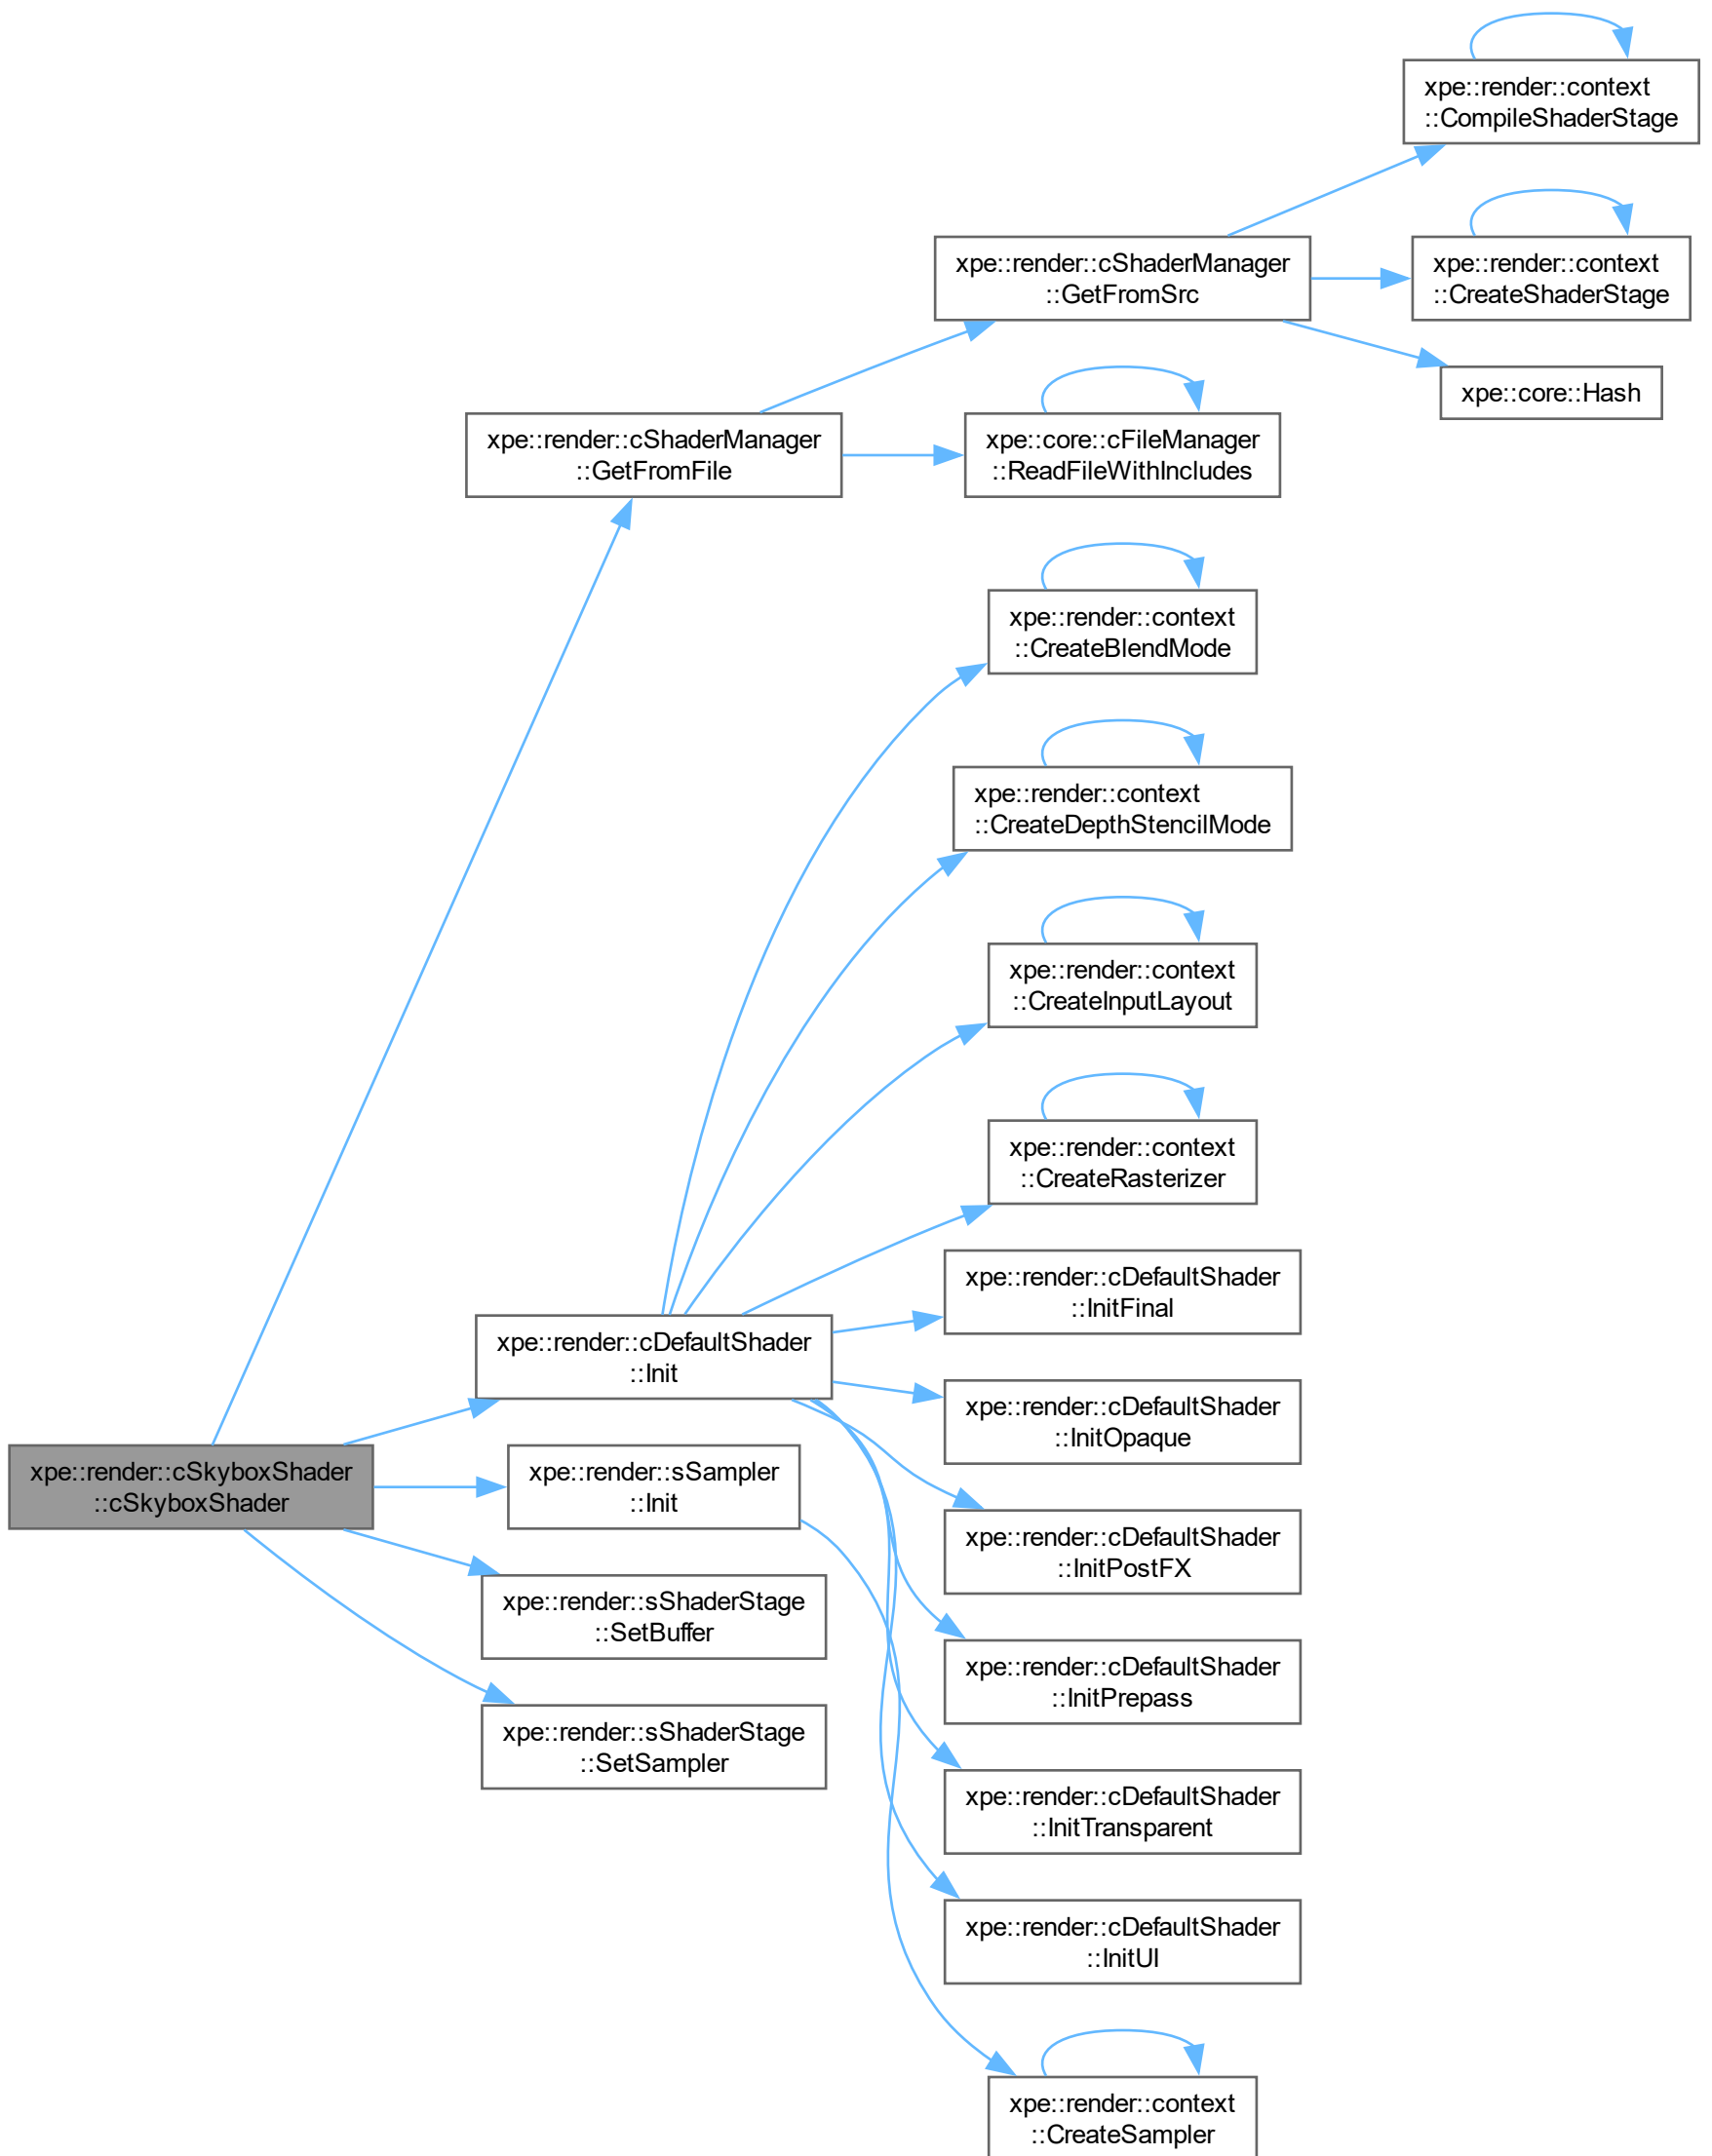 xpe::render::context
::CompileShaderStage
xpe::render::cShaderManager
::GetFromSrc
xpe::render::context
::CreateShaderStage
xpe::core::Hash
xpe::render::cShaderManager
::GetFromFile
xpe::core::cFileManager
::ReadFileWithIncludes
xpe::render::context
::CreateBlendMode
xpe::render::context
::CreateDepthStencilMode
xpe::render::context
::CreateInputLayout
xpe::render::context
::CreateRasterizer
xpe::render::cDefaultShader
::InitFinal
xpe::render::cDefaultShader
::Init
xpe::render::cDefaultShader
::InitOpaque
xpe::render::cSkyboxShader
::cSkyboxShader
xpe::render::sSampler
::Init
xpe::render::cDefaultShader
::InitPostFX
xpe::render::sShaderStage
::SetBuffer
xpe::render::cDefaultShader
::InitPrepass
xpe::render::sShaderStage
::SetSampler
xpe::render::cDefaultShader
::InitTransparent
xpe::render::cDefaultShader
::InitUI
xpe::render::context
::CreateSampler